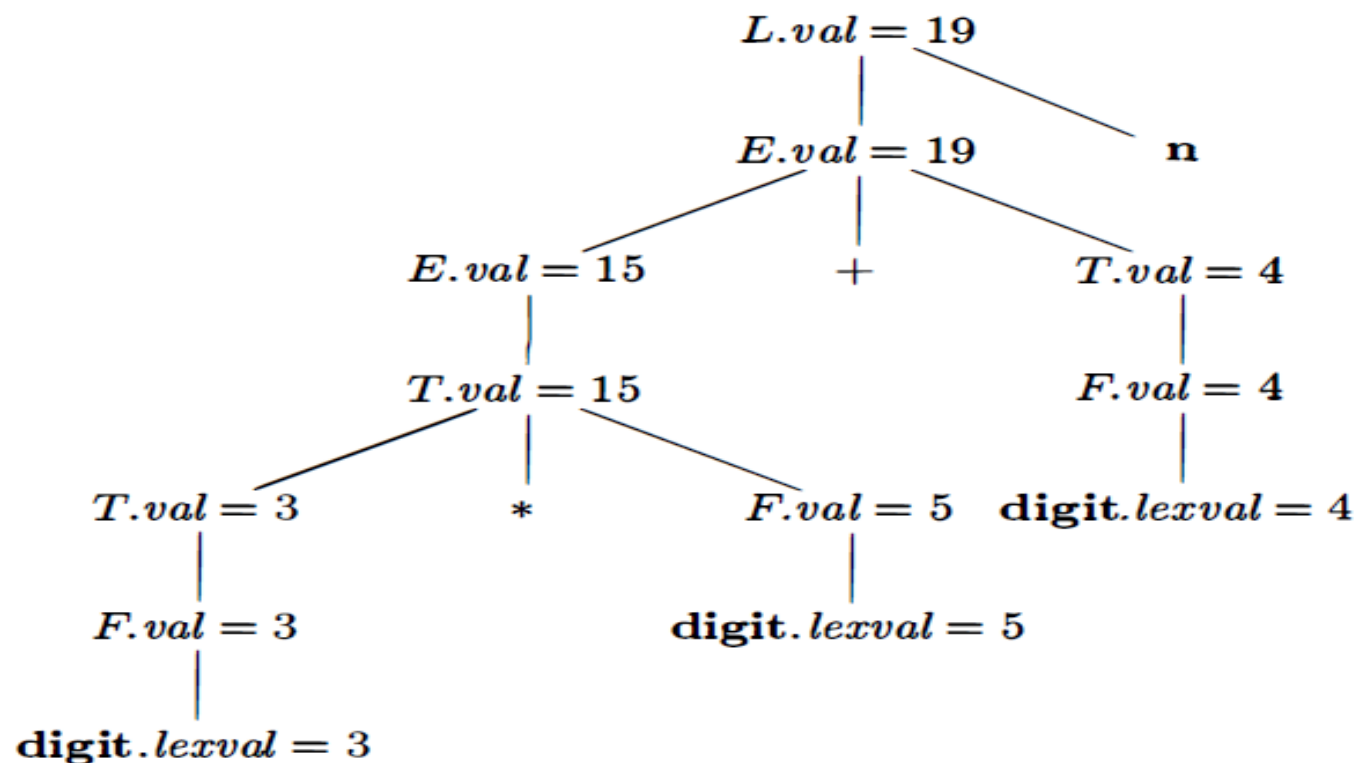 L.val = 19
E.val = 19 n
E.val = 15 + T.val = 4
T.val = 15 F.val = 4
T.val = 3 * F.val = 5 digit.lexval = 4
F.val = 3 digit.lexval = 5
digit.lexval = 3